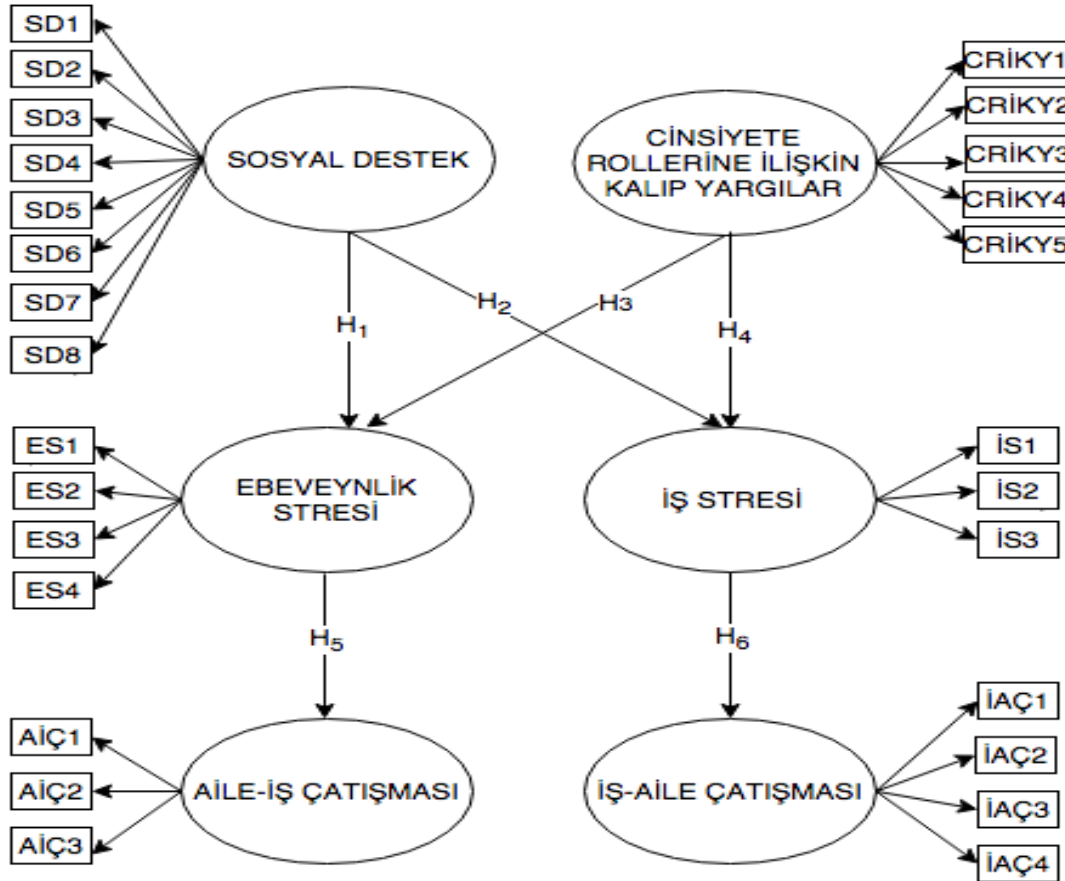 SD1
SD2
SD3
SD4
SD5
SD6
SD7
SD8
SOSYAL DESTEK
CİNSİYETE
ROLLERİNE İLİŞKİN
KALIP YARGILAR
CRİKY1
CRİKY2
CRİKY3
CRİKY4
CRİKY5
H1
H2
H3
H4
ES1
ES2
ES3
ES4
EBEVEYNLİK
STRESİ
İŞ STRESİ
İS1
İS2
İS3
H5
H6
AİÇ1
AİÇ2
AİÇ3
AİLE-İŞ ÇATIŞMASI
İŞ-AİLE ÇATIŞMASI
İAÇ1
İAÇ2
İAÇ3
İAÇ4